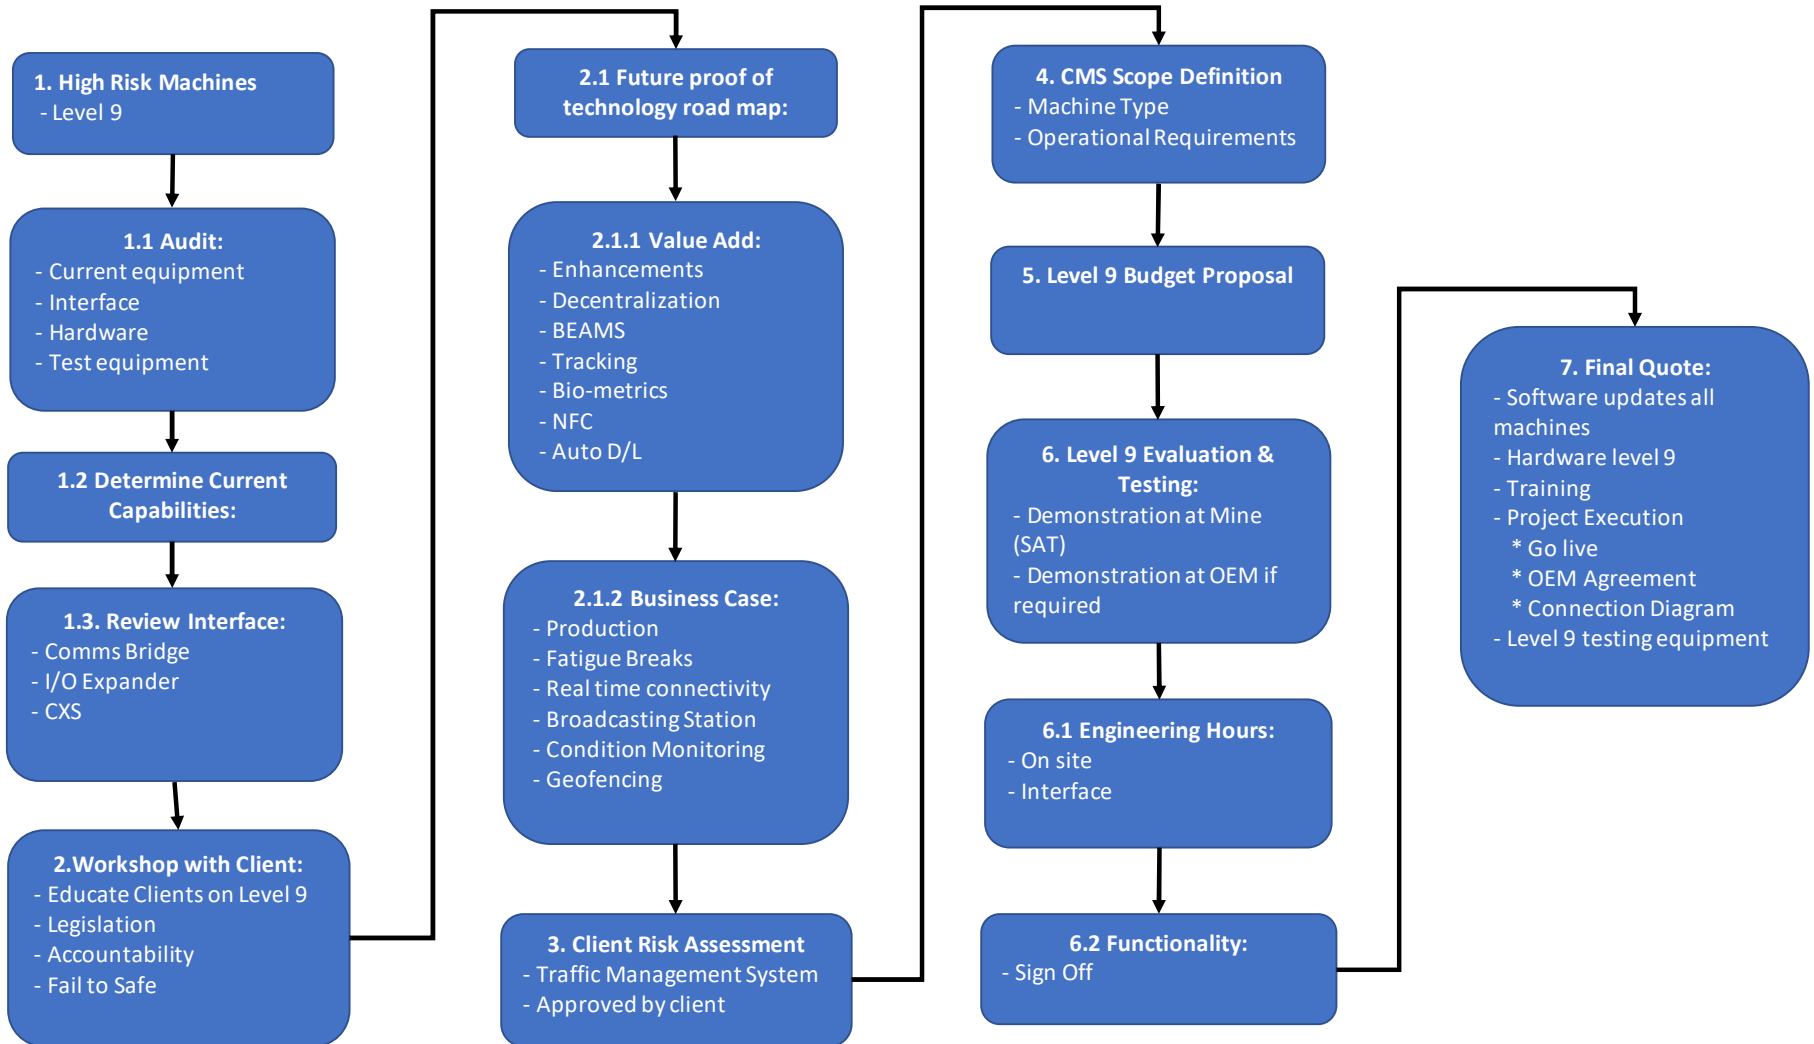 1. High Risk Machines
- Level 9
1.1 Audit:
- Current equipment
- Interface
- Hardware
- Test equipment
1.2 Determine Current
Capabilities:
1.3. Review Interface:
- Comms Bridge
- I/O Expander
- CXS
2.Workshop with Client:
- Educate Clients on Level 9
- Legislation
- Accountability
- Fail to Safe
2.1 Future proof of
technology road map:
2.1.1 Value Add:
- Enhancements
- Decentralization
- BEAMS
- Tracking
- Bio-metrics
- NFC
- Auto D/L
2.1.2 Business Case:
- Production
- Fatigue Breaks
- Real time connectivity
- Broadcasting Station
- Condition Monitoring
- Geofencing
3. Client Risk Assessment
- Traffic Management System
- Approved by client
4. CMS Scope Definition
- Machine Type
- Operational Requirements
5. Level 9 Budget Proposal
6. Level 9 Evaluation &
Testing:
- Demonstration at Mine
(SAT)
- Demonstration at OEM if
required
6.1 Engineering Hours:
- On site
- Interface
6.2 Functionality:
- Sign Off
7. Final Quote:
- Software updates all
machines
- Hardware level 9
- Training
- Project Execution
* Go live
* OEM Agreement
* Connection Diagram
- Level 9 testing equipment